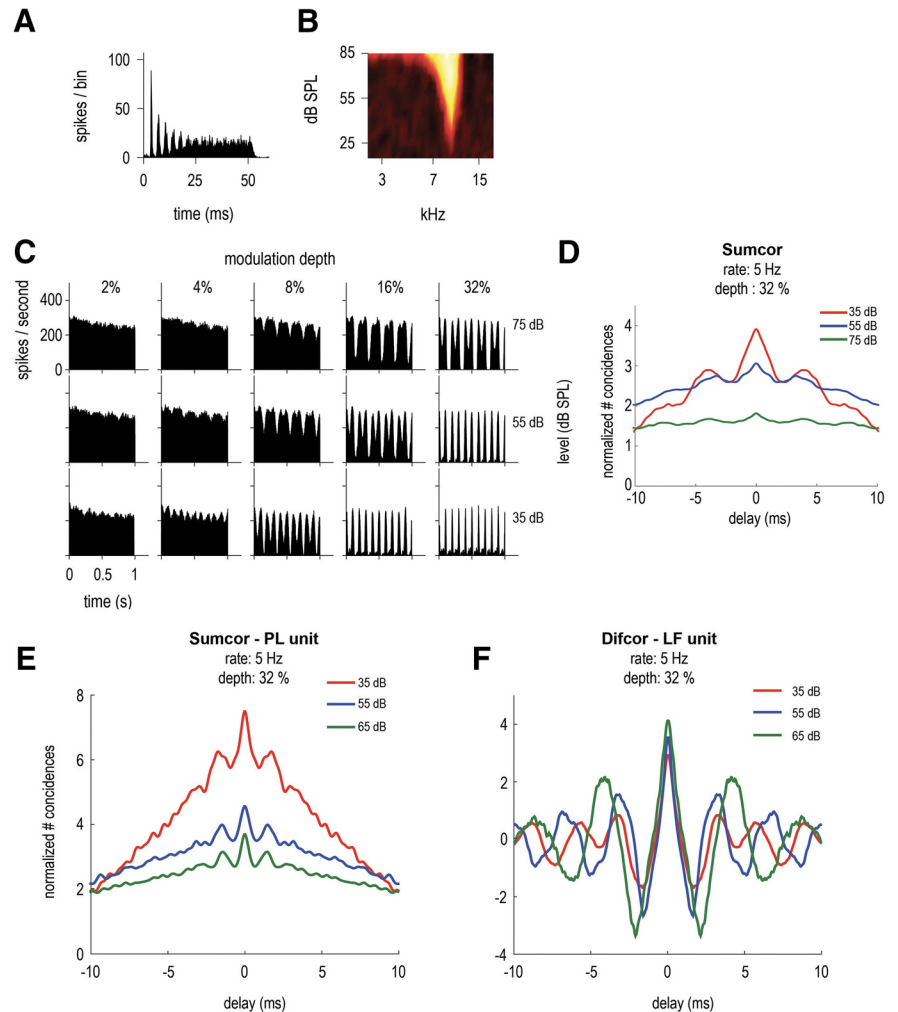 A
spikes / bin
100
50
0
0 25 50
time (ms)
B
dB SPL
85
55
25
3 7 15
kHz
C
modulation depth
2% 4% 8% 16% 32%
spikes / second
400
200
0
75 dB
55 dB
35 dB
level (dB SPL)
0 0.5 1
time (s)
D
Sumcor
rate: 5 Hz
depth : 32 %
35 dB
55 dB
75 dB
normalized # concidences
4
3
2
1
0
-10 -5 0 5 10
delay (ms)
E
Sumcor - PL unit
rate: 5 Hz
depth: 32 %
35 dB
55 dB
65 dB
normalized # concidences
8
6
4
2
0
-10 -5 0 5 10
delay (ms)
F
Difcor - LF unit
rate: 5 Hz
depth: 32 %
35 dB
55 dB
65 dB
4
2
0
-2
-4
-10 -5 0 5 10
delay (ms)